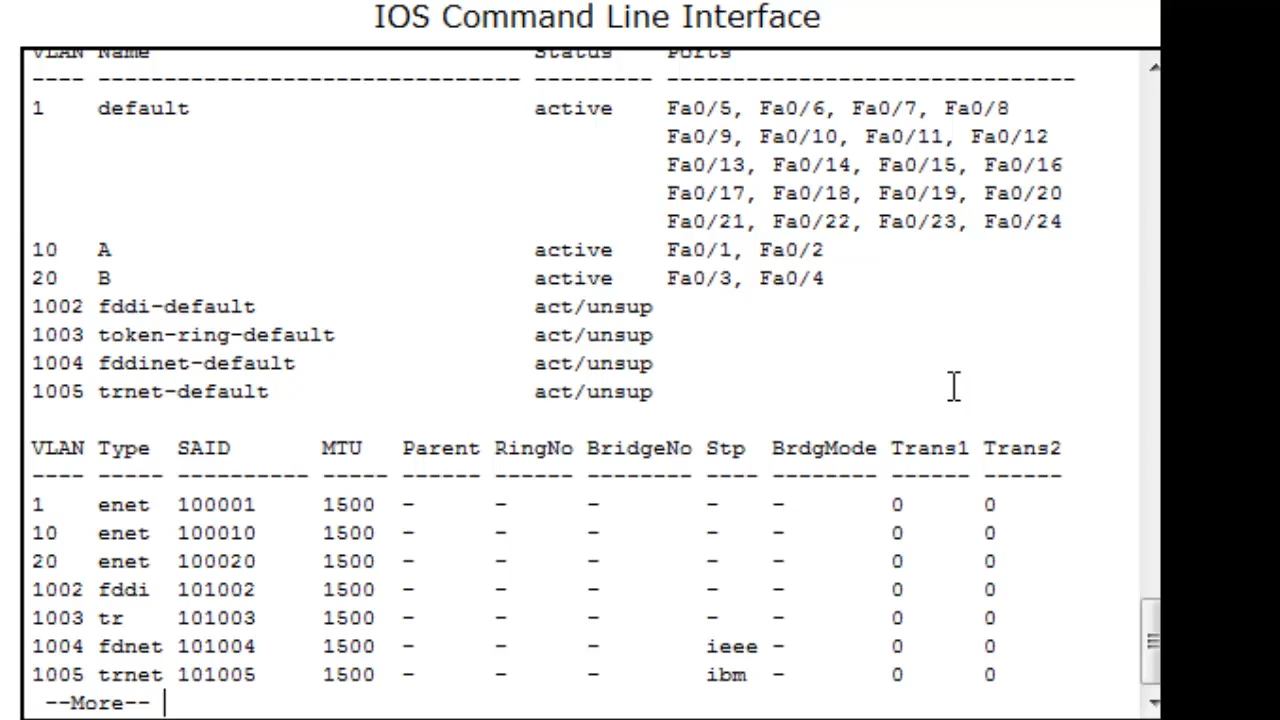 IOS Command Line Interface
VLAN Name Status Ports
---- -------------------------------- --------- -------------------------------
1 default active Fa0/5, Fa0/6, Fa0/7, Fa0/8
Fa0/9, Fa0/10, Fa0/11, Fa0/12
Fa0/13, Fa0/14, Fa0/15, Fa0/16
Fa0/17, Fa0/18, Fa0/19, Fa0/20
Fa0/21, Fa0/22, Fa0/23, Fa0/24
10 A active Fa0/1, Fa0/2
20 B active Fa0/3, Fa0/4
1002 fddi-default act/unsup
1003 token-ring-default act/unsup
1004 fddinet-default act/unsup
1005 trnet-default act/unsup
VLAN Type SAID MTU Parent RingNo BridgeNo Stp BrdgMode Trans1 Trans2
---- ----- ---------- ----- ------ ------ -------- ---- -------- ------ ------
1 enet 100001 1500 - - - - - 0 0
10 enet 100010 1500 - - - - - 0 0
20 enet 100020 1500 - - - - - 0 0
1002 fddi 101002 1500 - - - - - 0 0
1003 tr 101003 1500 - - - - - 0 0
1004 fdnet 101004 1500 - - - ieee - 0 0
1005 trnet 101005 1500 - - - ibm - 0 0
--More--